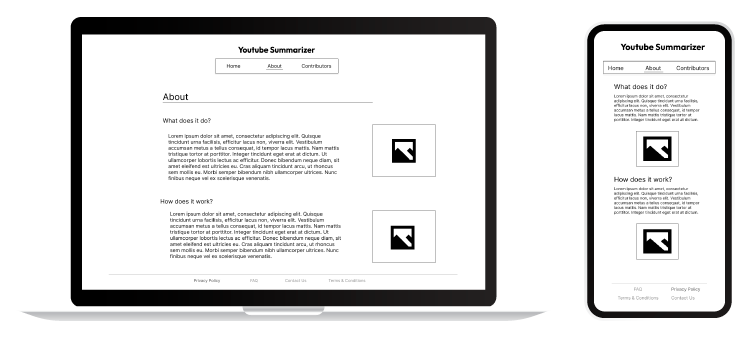 Youtube Summarizer
Home About Contributors
About
What does it do?
Lorem ipsum dolor sit amet, consectetur adipiscing elit. Quisque
tincidunt urna facilisis, efficitur lacus non, viverra est. Vestibulum
accumsan metus a tellus consequat, id tempor lacus mattis. Nam mattis
tristique tortor at porttitor. Integer tincidunt eget erat at dictum. Ut
ullamcorper lobortis lectus ac efficitur. Donec bibendum neque diam, sit
amet eleifend est ultricies eu. Cras aliquam tincidunt arcu, ut rhoncus
sem mollis eu. Morbi semper bibendum nibh ullamcorper ultrices. Nunc
finibus neque vel ex scelerisque venenatis.
How does it work?
Lorem ipsum dolor sit amet, consectetur adipiscing elit. Quisque
tincidunt urna facilisis, efficitur lacus non, viverra est. Vestibulum
accumsan metus a tellus consequat, id tempor lacus mattis. Nam mattis
tristique tortor at porttitor. Integer tincidunt eget erat at dictum. Ut
ullamcorper lobortis lectus ac efficitur. Donec bibendum neque diam, sit
amet eleifend est ultricies eu. Cras aliquam tincidunt arcu, ut rhoncus
sem mollis eu. Morbi semper bibendum nibh ullamcorper ultrices. Nunc
finibus neque vel ex scelerisque venenatis.
Privacy Policy FAQ Contact Us Terms & Conditions
Youtube Summarizer
Home About Contributors
What does it do?
Lorem ipsum dolor sit amet, consectetur
adipiscing elit. Quisque tincidunt urna facilisis,
efficitur lacus non, viverra est. Vestibulum
accumsan metus a tellus consequat, id tempor
lacus mattis. Nam mattis tristique tortor at
porttitor. Integer tincidunt eget erat at dictum.
How does it work?
Lorem ipsum dolor sit amet, consectetur
adipiscing elit. Quisque tincidunt urna facilisis,
efficitur lacus non, viverra est. Vestibulum
accumsan metus a tellus consequat, id tempor
lacus mattis. Nam mattis tristique tortor at
porttitor. Integer tincidunt eget erat at dictum.
FAQ Privacy Policy
Terms & Conditions Contact Us